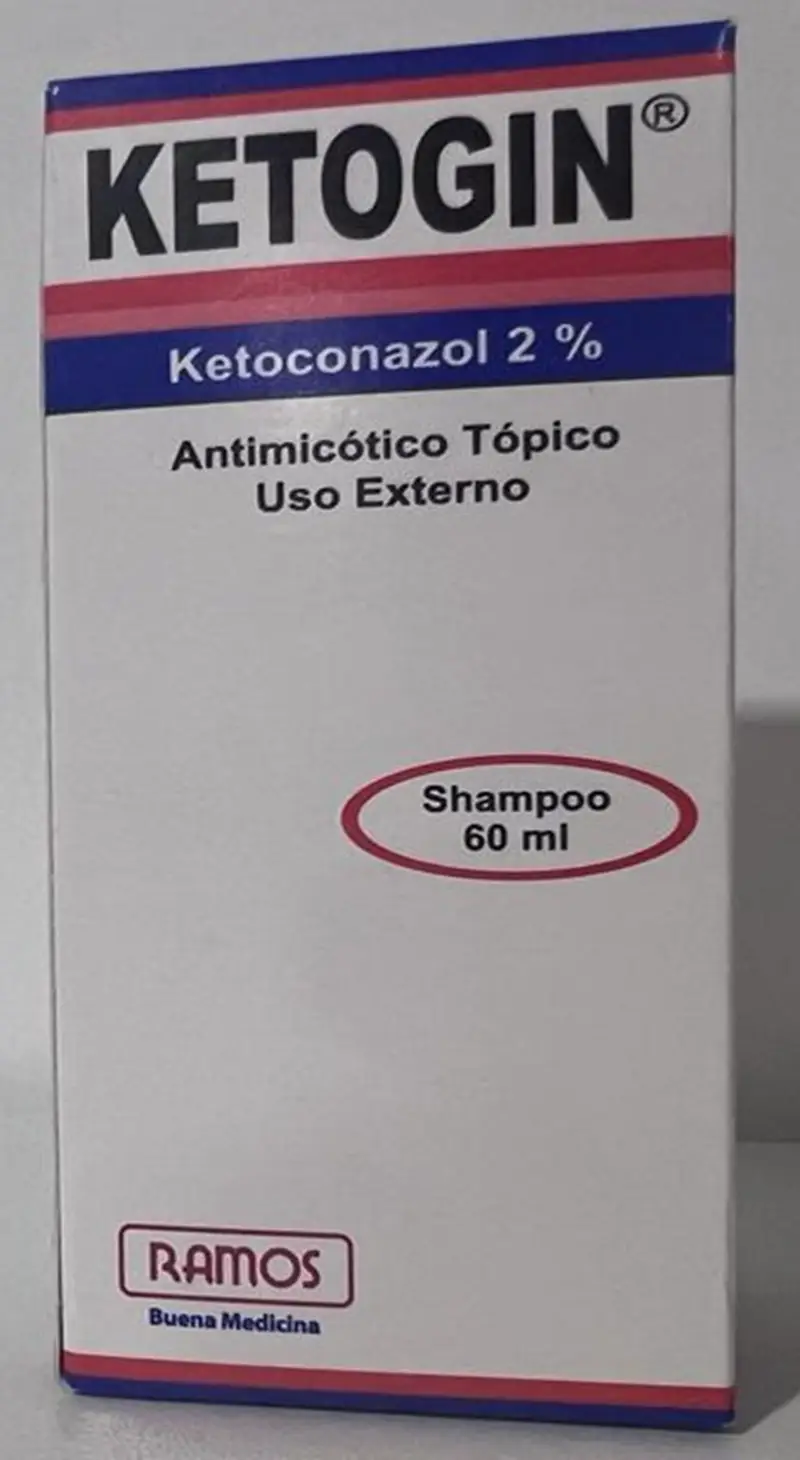 KETOGIN®
Ketoconazol 2 %
Antimicótico Tópico
Uso Externo
Shampoo
60 ml
RAMOS
Buena Medicina